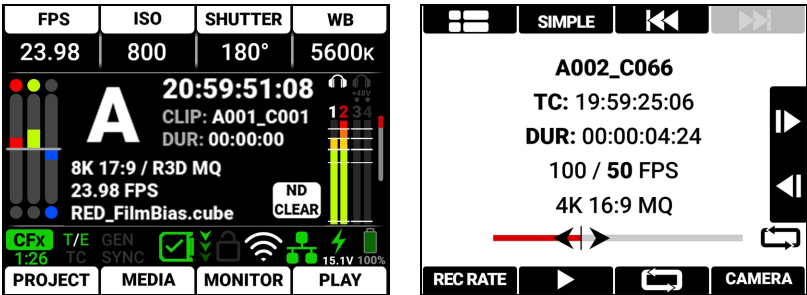 FPS ISO SHUTTER WB
23.98 800 180° 5600K
20:59:51:08
A
+48V
CLIP: A001_C001
1 2 3 4
DUR: 00:00:00
8K 17:9 / R3D MQ
23.98 FPS
RED_FilmBias.cube
ND
CLEAR
CFx T/E GEN
1:26 TC SYNC
15.1V 100%
PROJECT MEDIA MONITOR PLAY
SIMPLE
A002_C066
TC: 19:59:25:06
DUR: 00:00:04:24
100 / 50 FPS
4K 16:9 MQ
REC RATE CAMERA